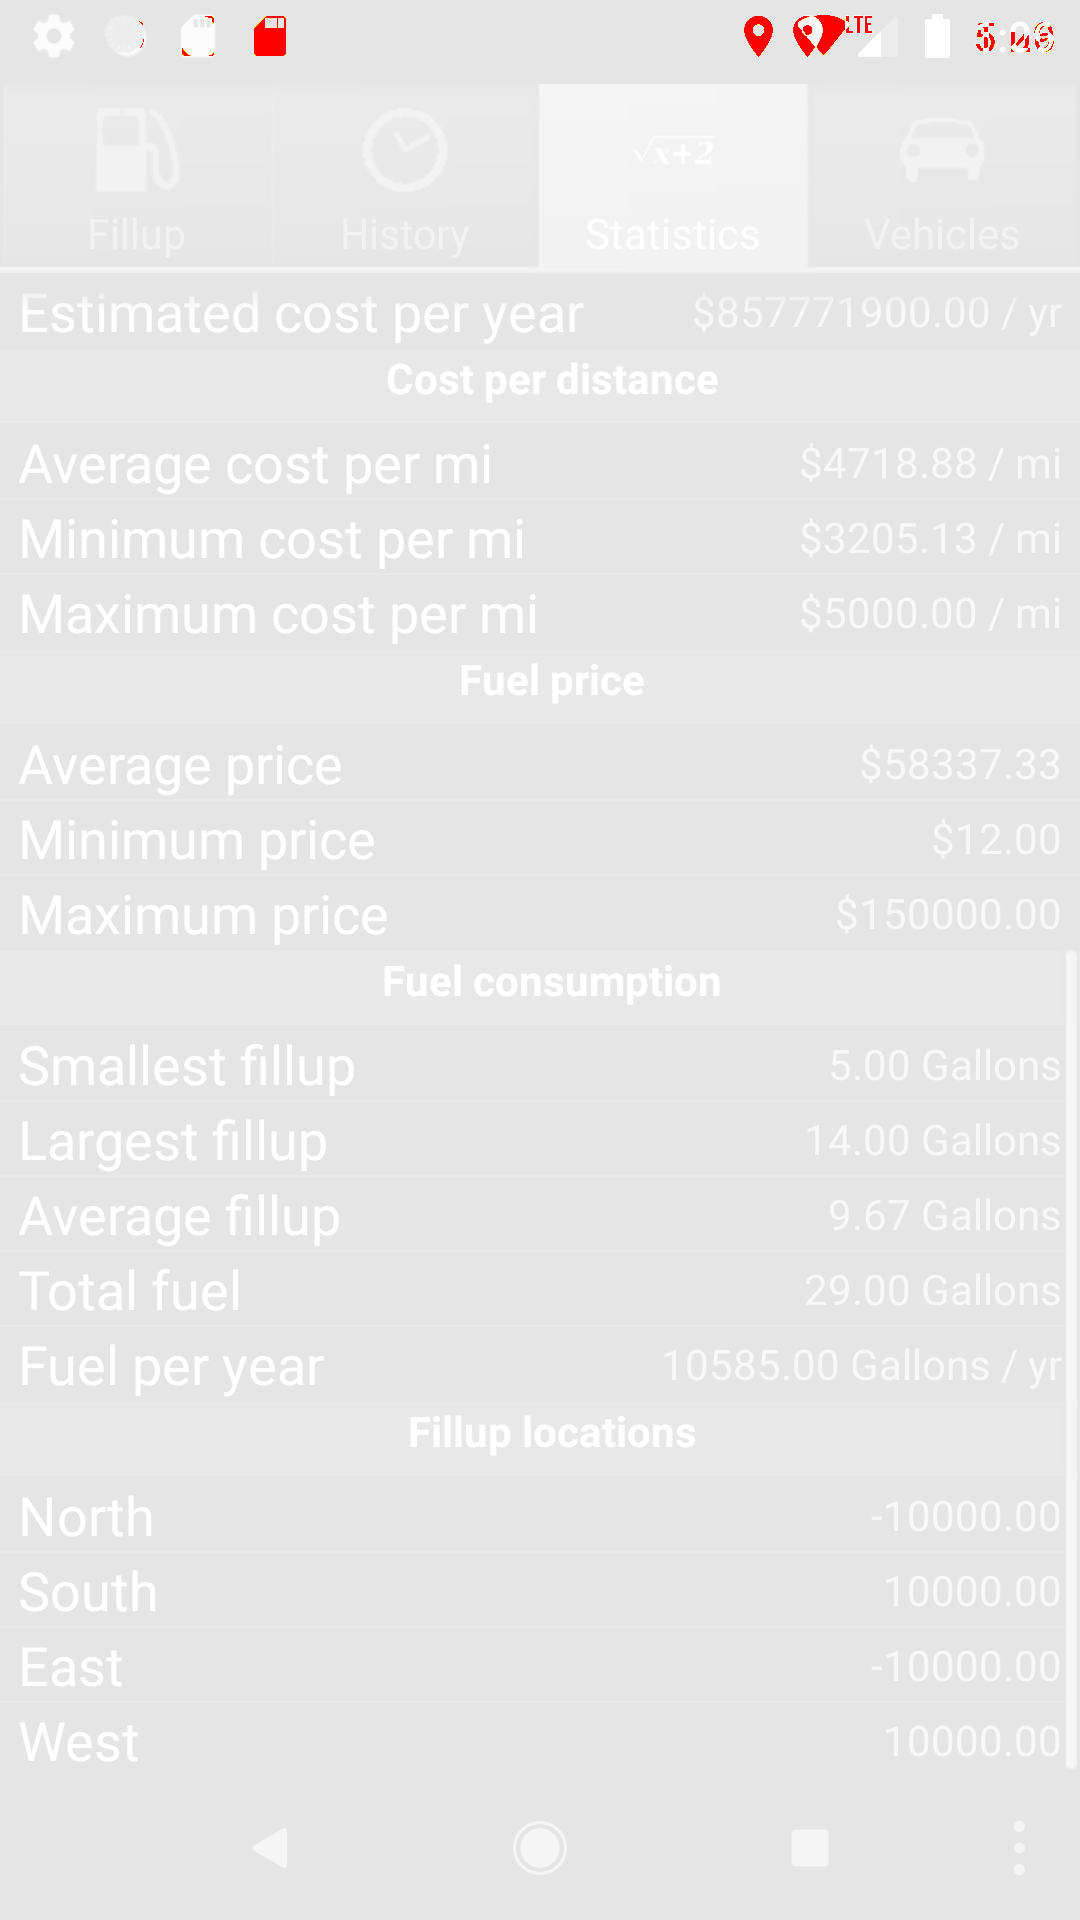 LTE
√x+2
Fillup History Statistics Vehicles
Estimated cost per year $857771900.00 / yr
Cost per distance
Average cost per mi $4718.88 / mi
Minimum cost per mi $3205.13 / mi
Maximum cost per mi $5000.00 / mi
Fuel price
Average price $58337.33
Minimum price $12.00
Maximum price $150000.00
Fuel consumption
Smallest fillup 5.00 Gallons
Largest fillup 14.00 Gallons
Average fillup 9.67 Gallons
Total fuel 29.00 Gallons
Fuel per year 10585.00 Gallons / yr
Fillup locations
North -10000.00
South 10000.00
East -10000.00
West 10000.00